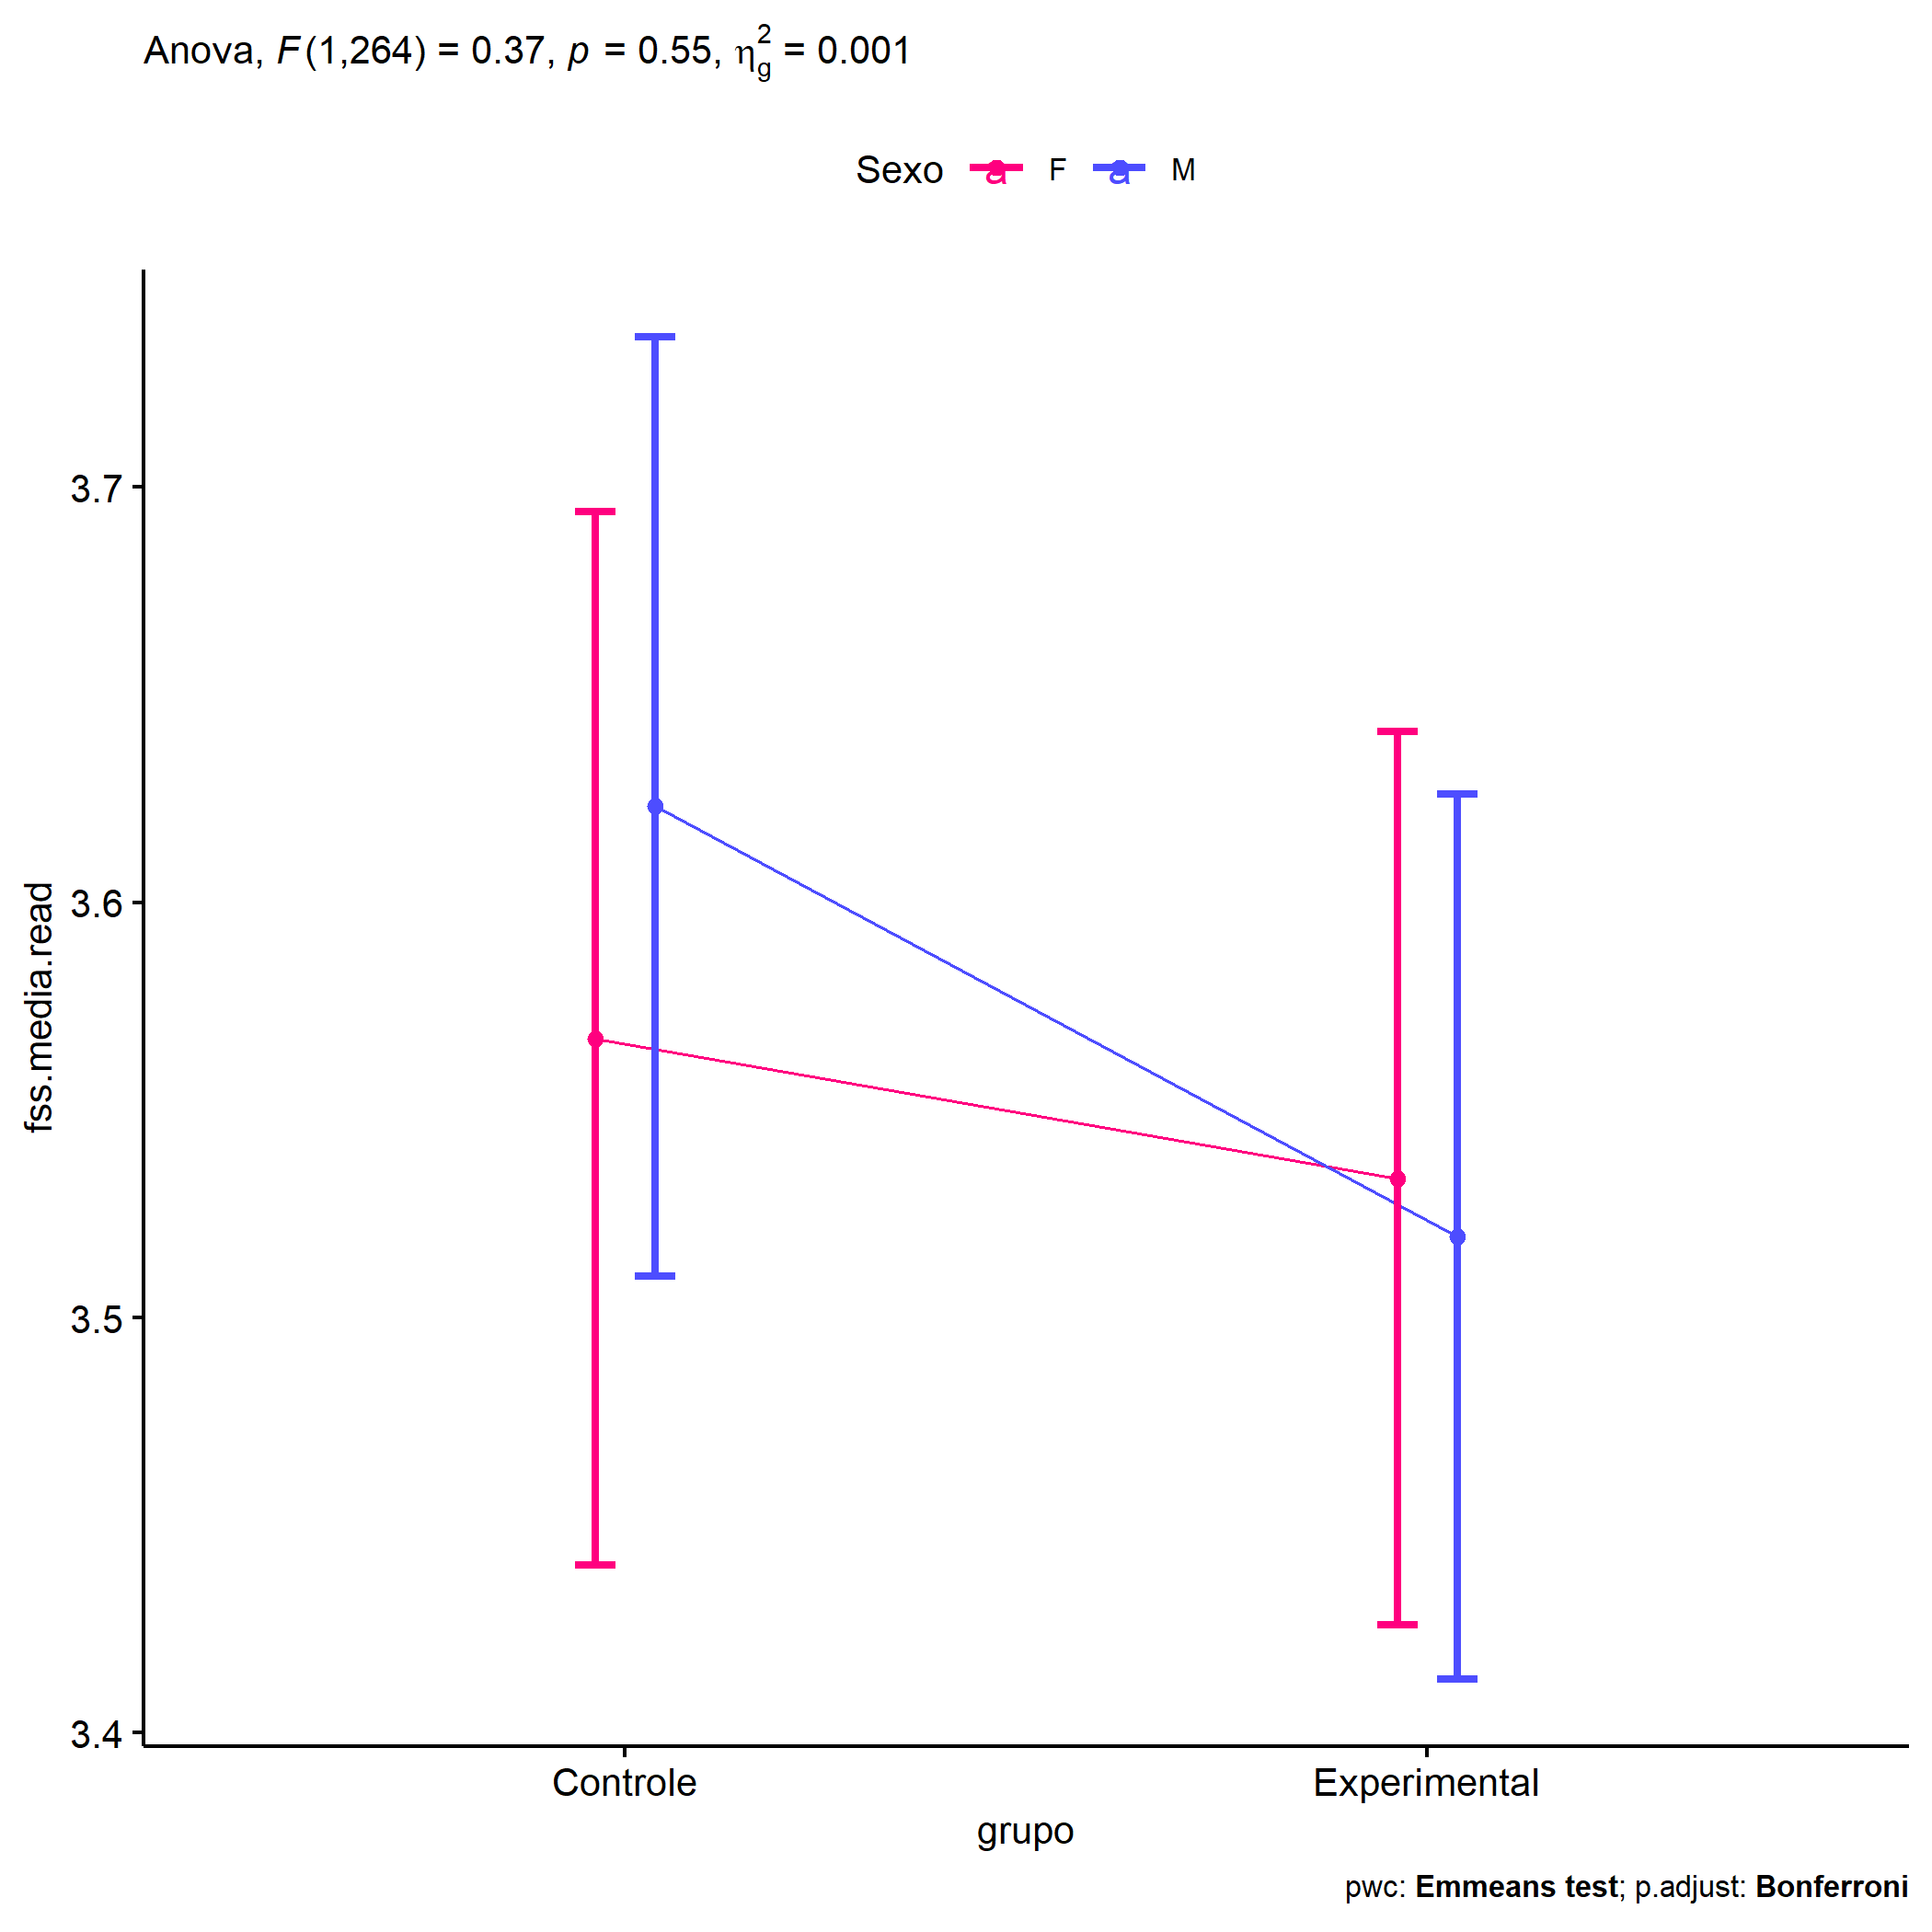 Anova, F(1,264) = 0.37, p = 0.55, η²g = 0.001
Sexo a F a M
3.7
3.6
3.5
3.4
fss.media.read
Controle Experimental
grupo
pwc: Emmeans test; p.adjust: Bonferroni